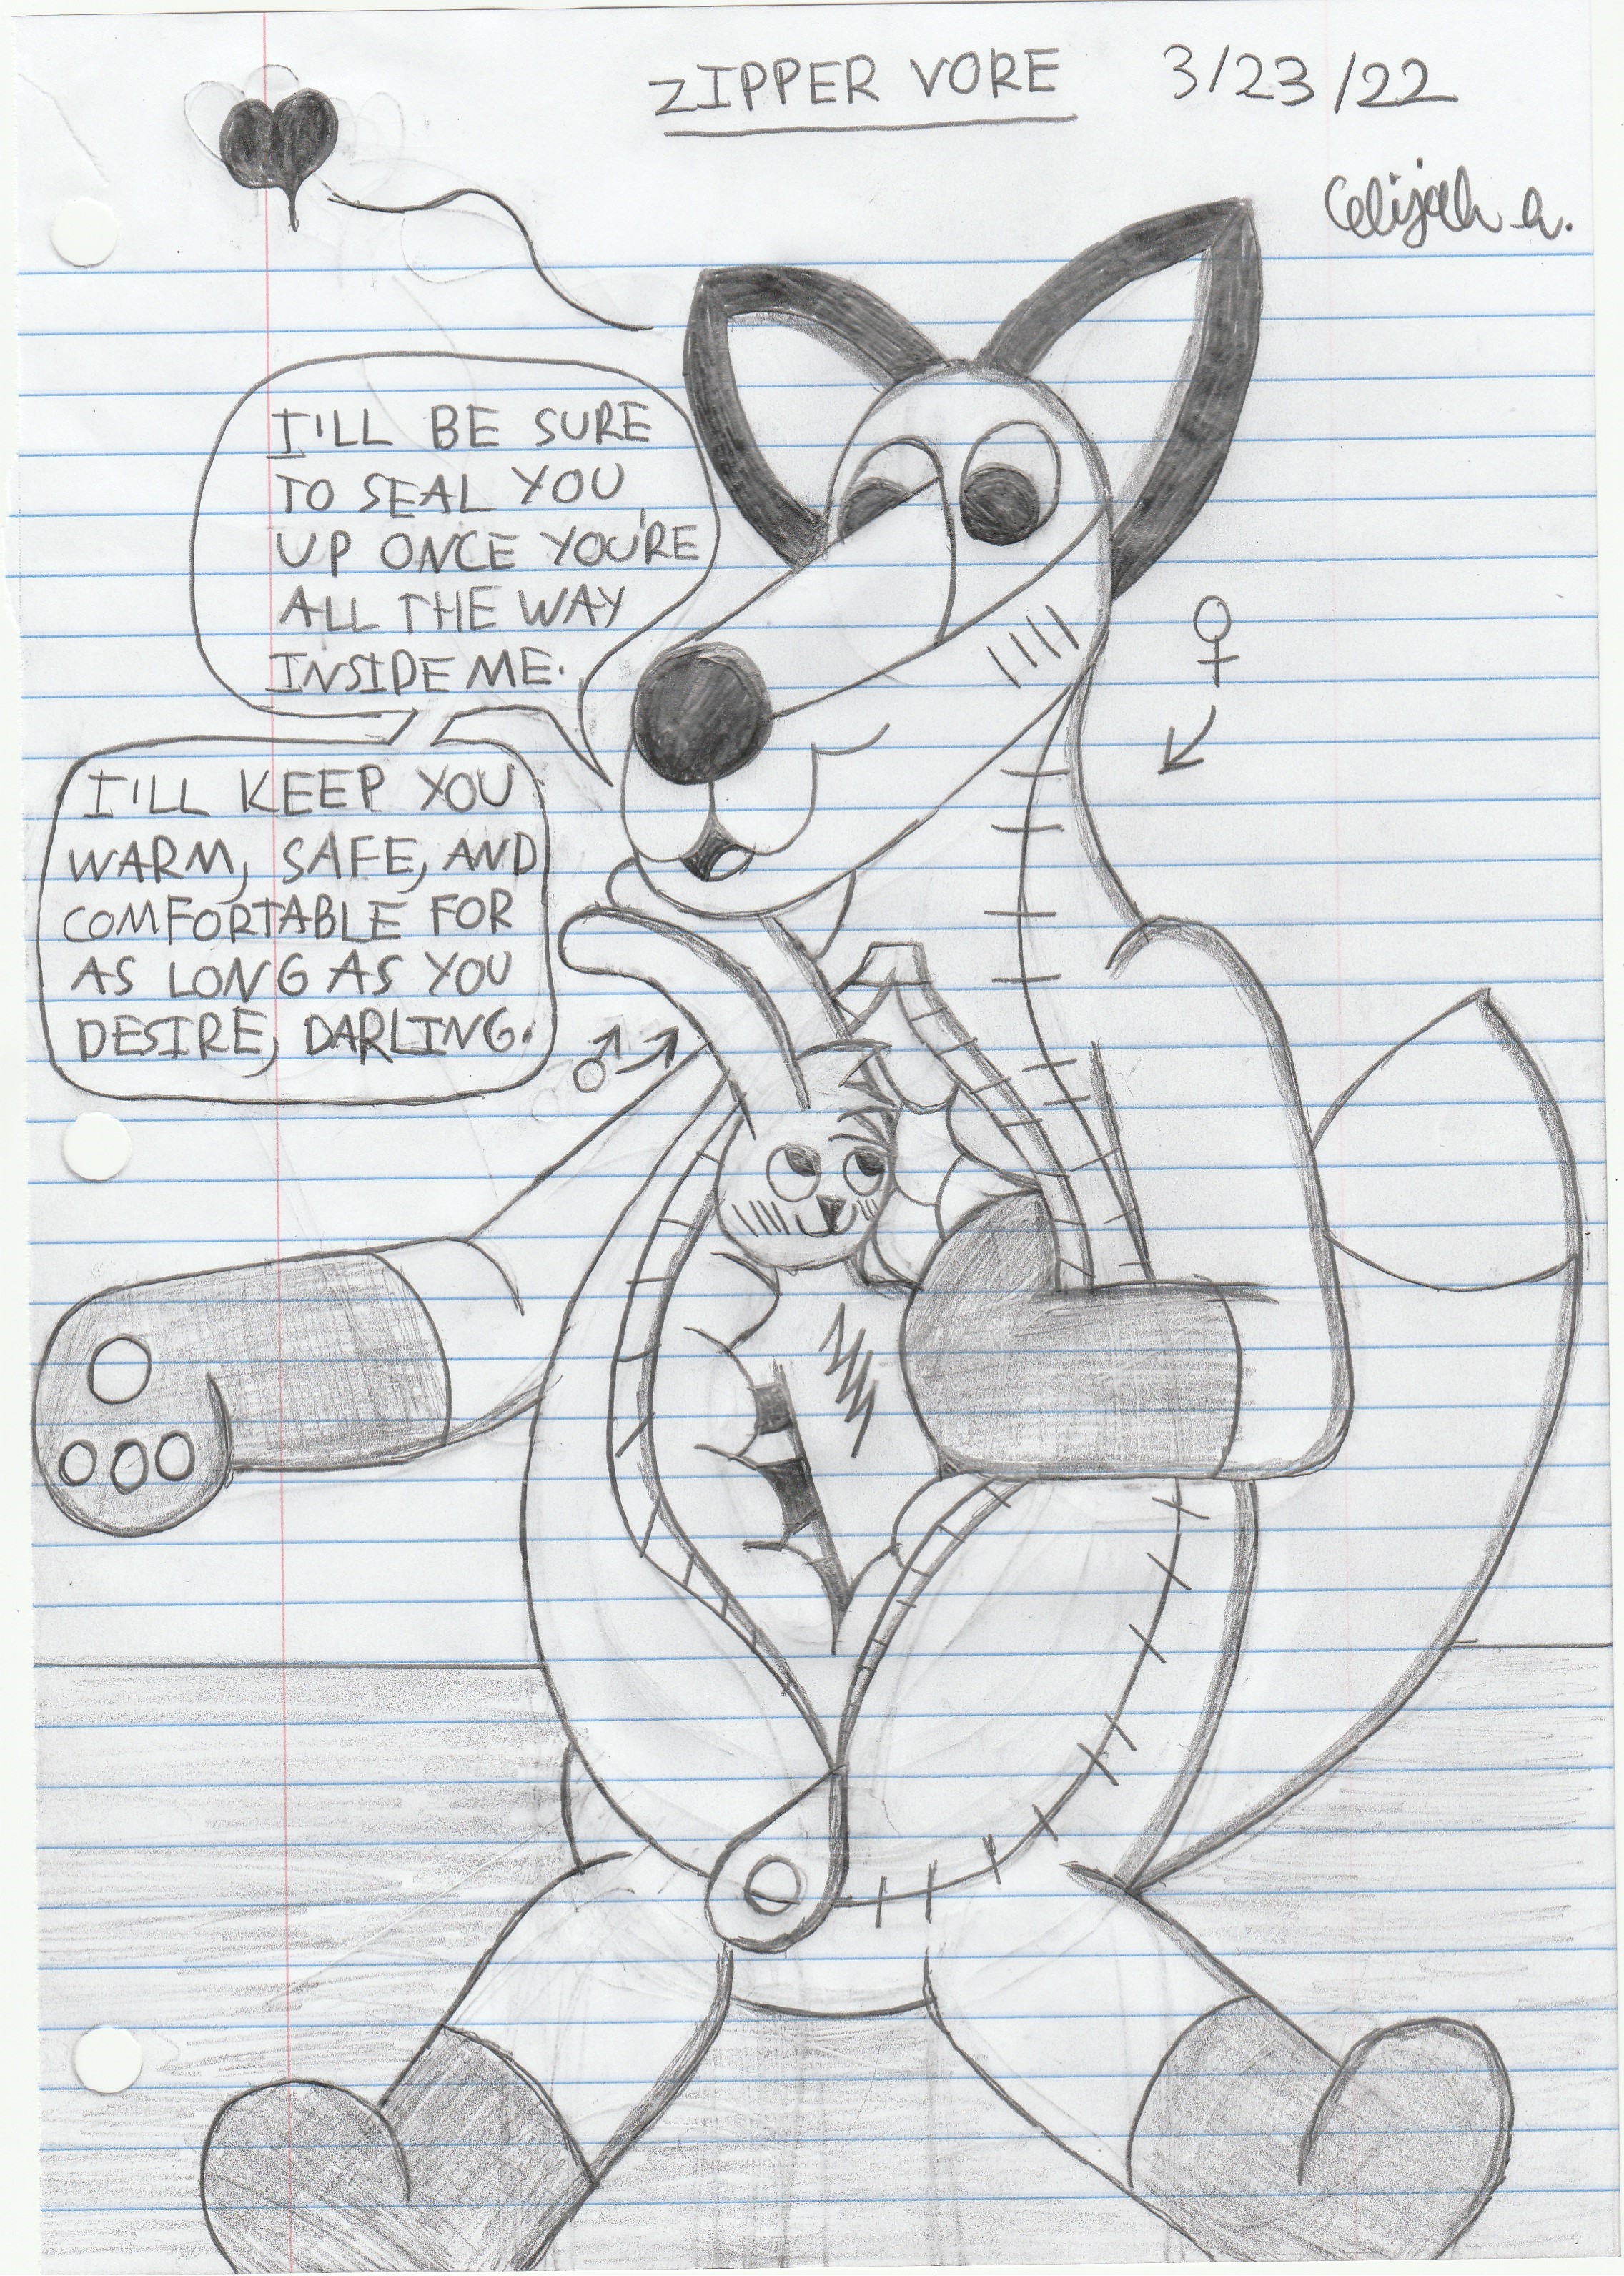 ZIPPER VORE 3/23/22
Elijah A.
I'LL BE SURE
TO SEAL YOU
UP ONCE YOU'RE
ALL THE WAY
INSIDE ME.
I'LL KEEP YOU
WARM, SAFE, AND
COMFORTABLE FOR
AS LONG AS YOU
DESIRE, DARLING.